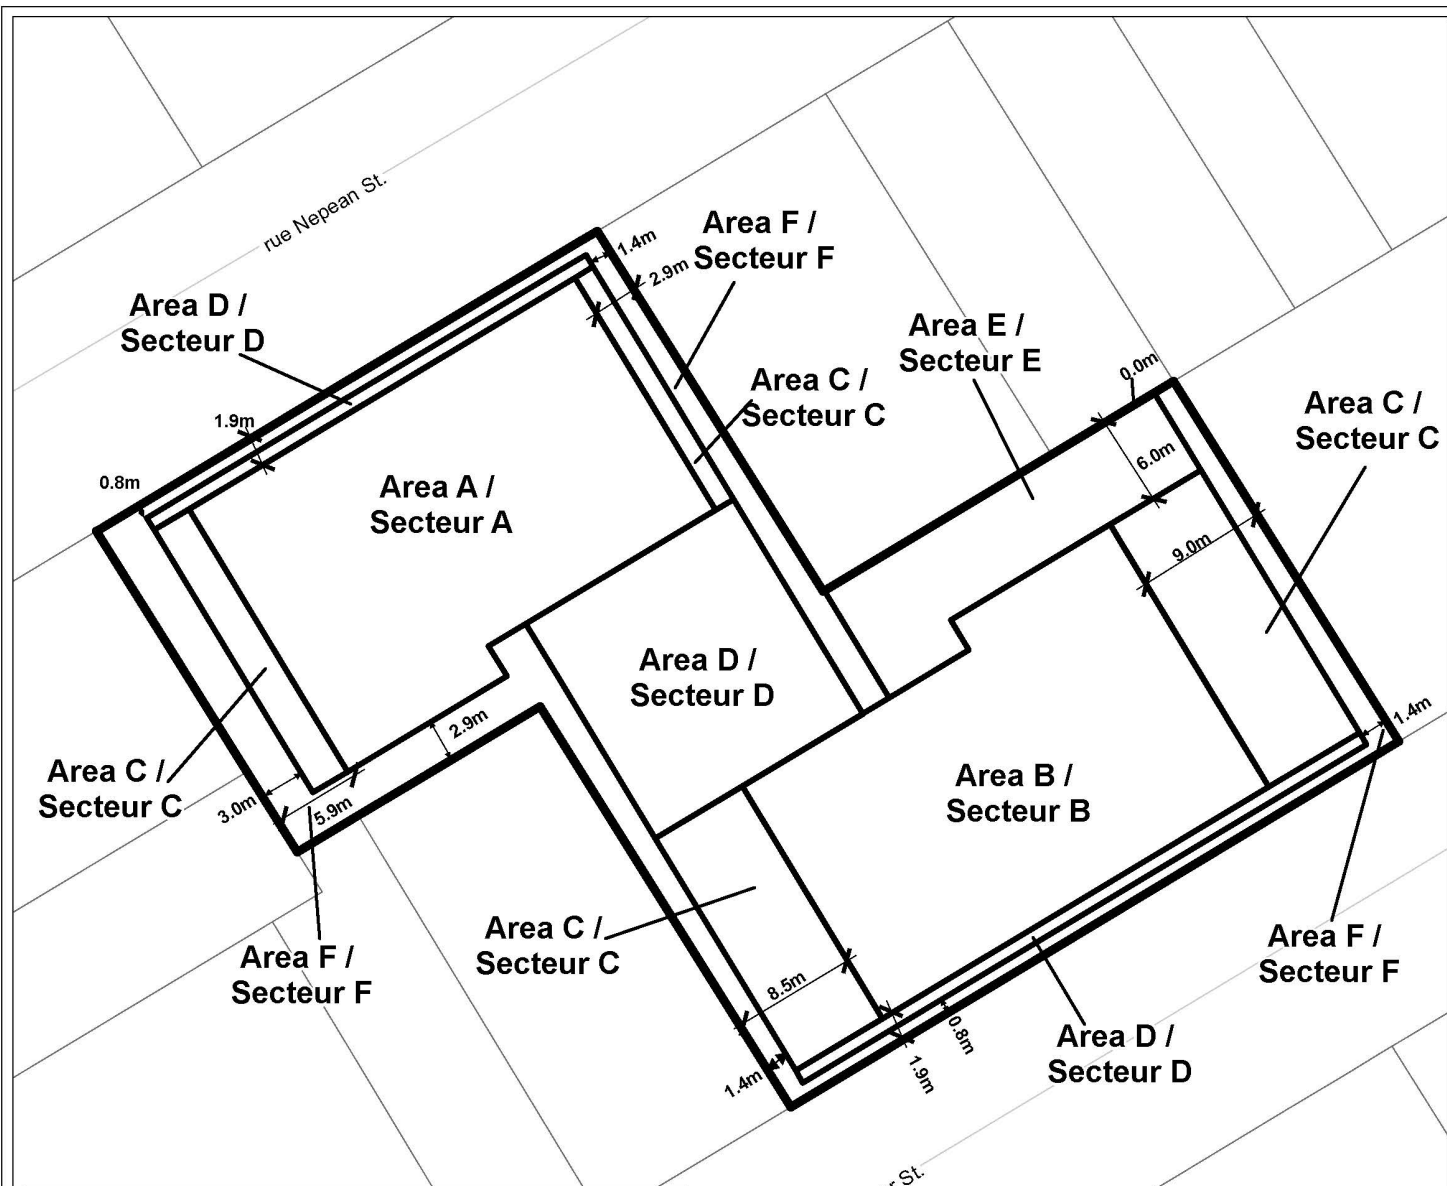 rue Nepean St.
1.4m
Area F /
Secteur F
2.9m
Area D /
Secteur D
Area E /
Secteur E
0.0m
Area C /
Secteur C
Area C /
Secteur C
1.9m
6.0m
0.8m
Area A /
Secteur A
9.0m
Area D /
Secteur D
2.9m
1.4m
Area C /
Secteur C
3.0m
5.9m
Area B /
Secteur B
Area C /
Secteur C
Area F /
Secteur F
Area F /
Secteur F
8.5m
0.8m
Area D /
Secteur D
1.9m
1.4m
St.